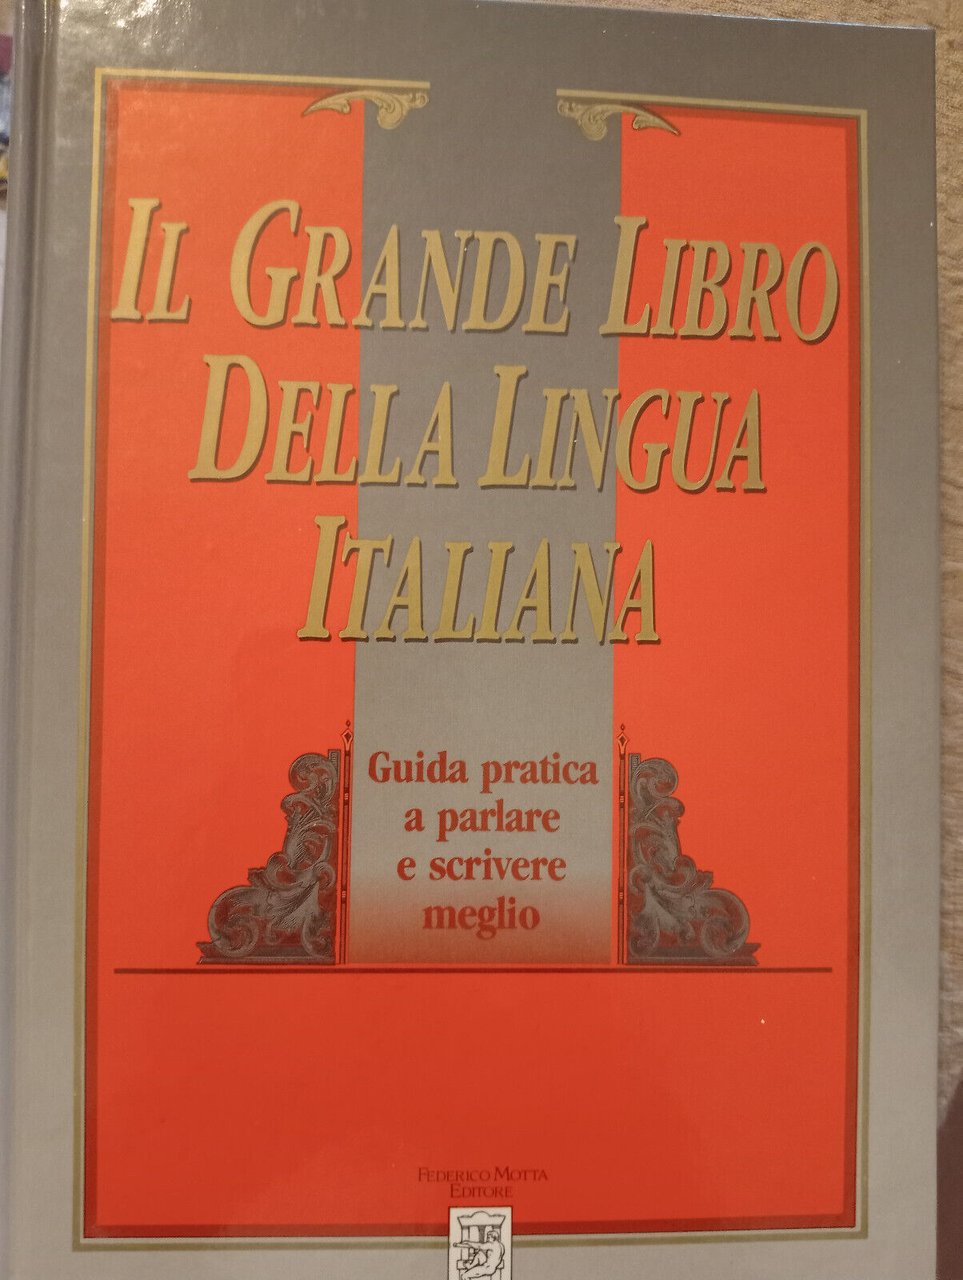 IL GRANDE LIBRO
DELLA LINGUA
ITALIANA
Guida pratica
a parlare
e scrivere
meglio
FEDERICO MOTTA
EDITORE